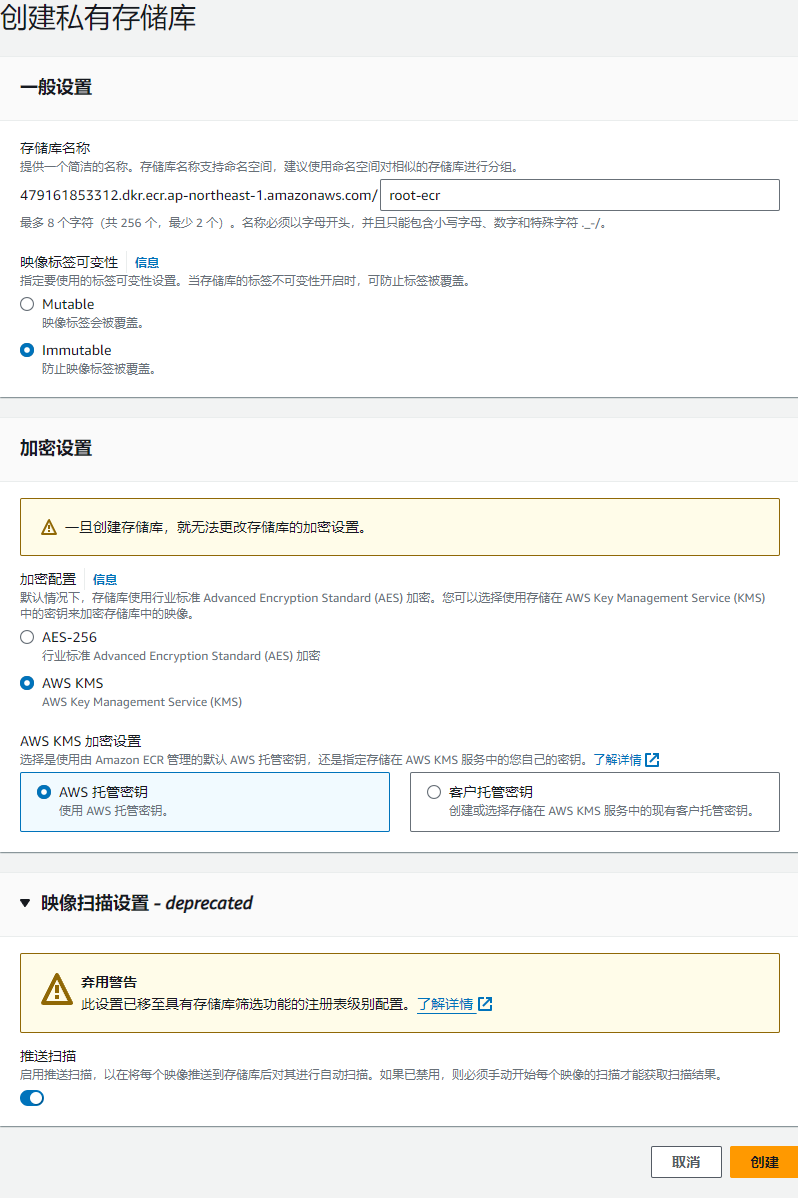 创建私有存储库
一般设置
存储库名称
提供一个简洁的名称。存储库名称支持命名空间，建议使用命名空间对相似的存储库进行分组。
479161853312.dkr.ecr.ap-northeast-1.amazonaws.com/ root-ecr
最多 8 个字符（共 256 个，最少 2 个）。名称必须以字母开头，并且只能包含小写字母、数字和特殊字符 ._-/。
映像标签可变性 信息
指定要使用的标签可变性设置。当存储库的标签不可变性开启时，可防止标签被覆盖。
Mutable
映像标签会被覆盖。
Immutable
防止映像标签被覆盖。
加密设置
一旦创建存储库，就无法更改存储库的加密设置。
加密配置 信息
默认情况下，存储库使用行业标准 Advanced Encryption Standard (AES) 加密。您可以选择使用存储在 AWS Key Management Service (KMS)
中的密钥来加密存储库中的映像。
AES-256
行业标准 Advanced Encryption Standard (AES) 加密
AWS KMS
AWS Key Management Service (KMS)
AWS KMS 加密设置
选择是使用由 Amazon ECR 管理的默认 AWS 托管密钥，还是指定存储在 AWS KMS 服务中的您自己的密钥。了解详情
AWS 托管密钥
使用 AWS 托管密钥。
客户托管密钥
创建或选择存储在 AWS KMS 服务中的现有客户托管密钥。
映像扫描设置 - deprecated
弃用警告
此设置已移至具有存储库筛选功能的注册表级别配置。了解详情
推送扫描
启用推送扫描，以在将每个映像推送到存储库后对其进行自动扫描。如果已禁用，则必须手动开始每个映像的扫描才能获取扫描结果。
取消 创建